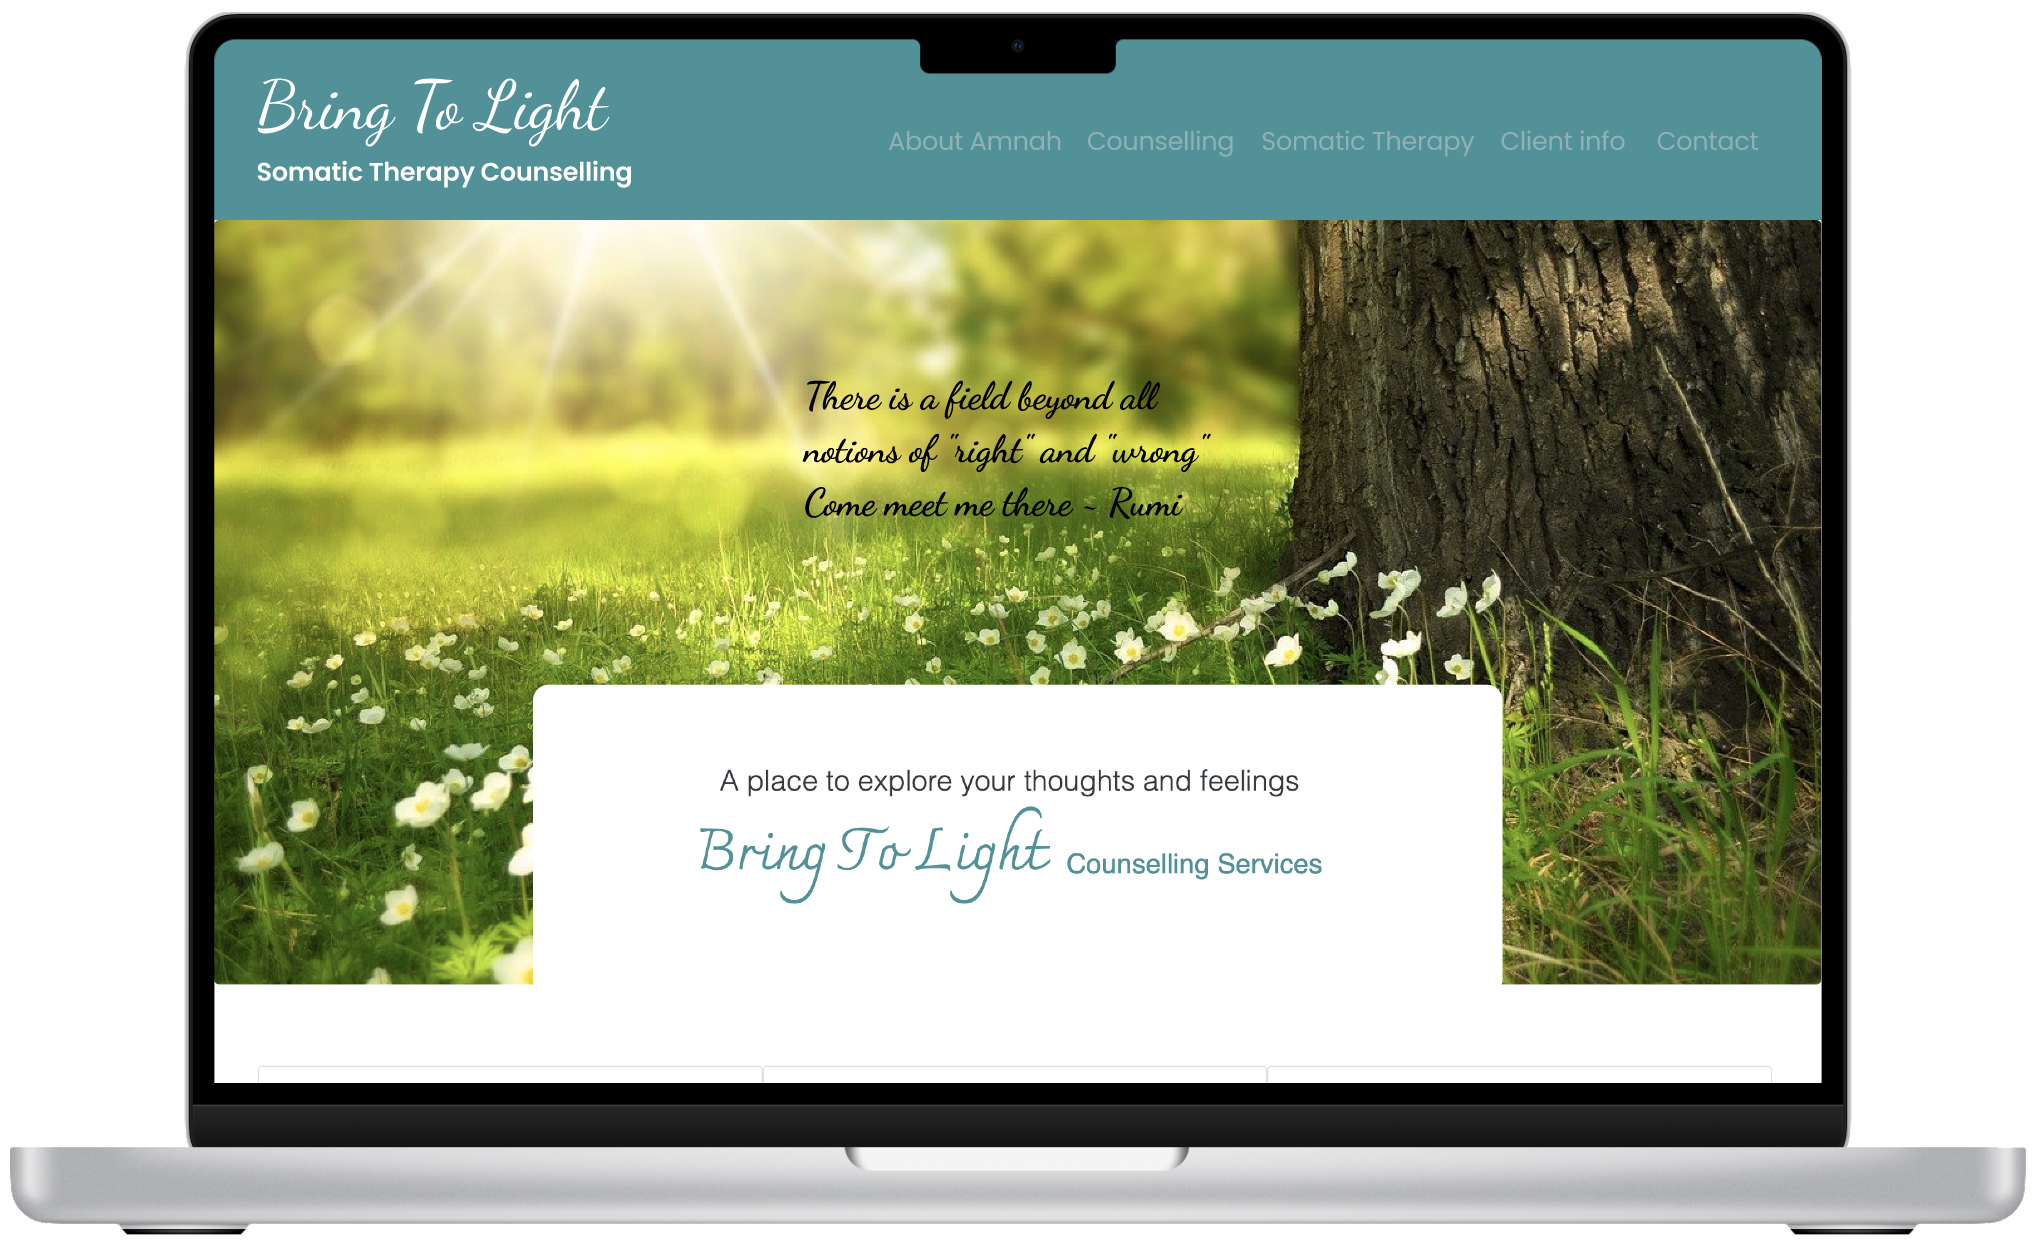 Bring To Light
Somatic Therapy Counselling
About Amnah Counselling Somatic Therapy Client info Contact
There is a field beyond all
notions of "right" and "wrong"
Come meet me there ~ Rumi
A place to explore your thoughts and feelings
Bring To Light Counselling Services